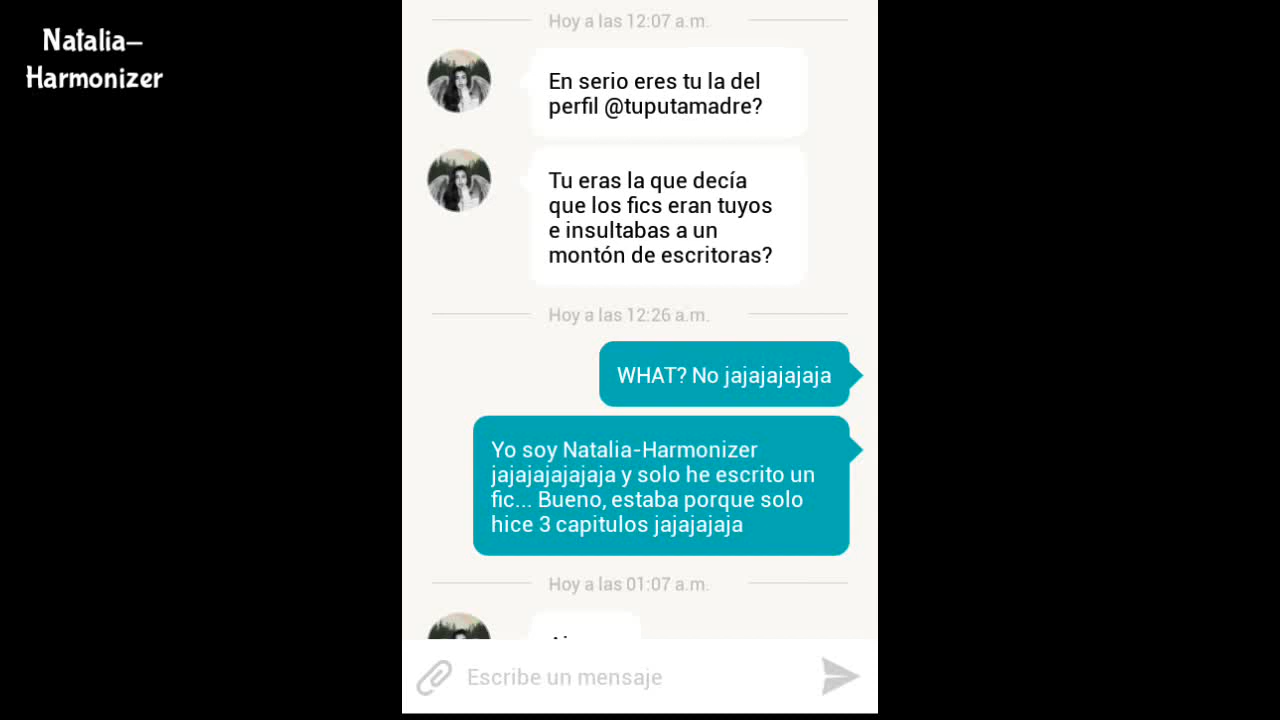 Natalia-
Harmonizer
Hoy a las 12:07 a.m.
En serio eres tu la del
perfil @tuputamadre?
Tu eras la que decía
que los fics eran tuyos
e insultabas a un
montón de escritoras?
Hoy a las 12:26 a.m.
WHAT? No jajajajajaja
Yo soy Natalia-Harmonizer
jajajajajajaja y solo he escrito un
fic... Bueno, estaba porque solo
hice 3 capitulos jajajajaja
Hoy a las 01:07 a.m.
Escribe un mensaje